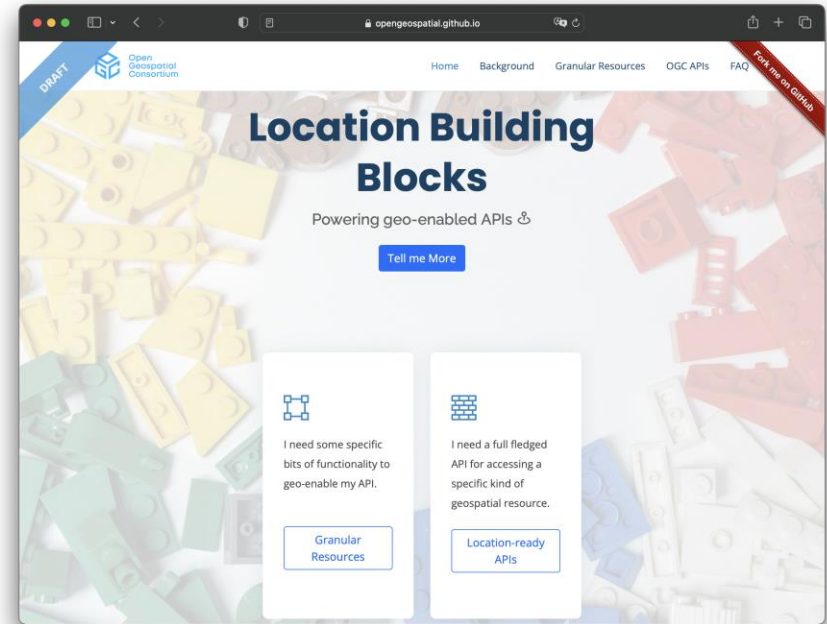 opengeospatial.github.io
DRAFT
Open
Geospatial
Consortium
Home Background Granular Resources OGC APIs FAQ
Fork me on GitHub
Location Building
Blocks
Powering geo-enabled APIs
Tell me More
I need some specific
bits of functionality to
geo-enable my API.
Granular
Resources
I need a full fledged
API for accessing a
specific kind of
geospatial resource.
Location-ready
APIs